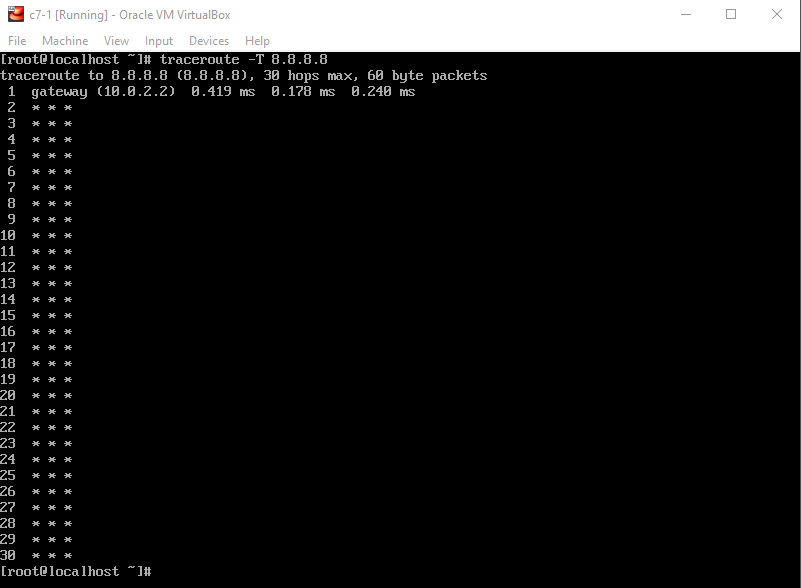 c7-1 [Running] - Oracle VM VirtualBox
File Machine View Input Devices Help
[root@localhost ~]# traceroute -T 8.8.8.8
traceroute to 8.8.8.8 (8.8.8.8), 30 hops max, 60 byte packets
 1  gateway (10.0.2.2)  0.419 ms  0.178 ms  0.240 ms
 2  * * *
 3  * * *
 4  * * *
 5  * * *
 6  * * *
 7  * * *
 8  * * *
 9  * * *
10  * * *
11  * * *
12  * * *
13  * * *
14  * * *
15  * * *
16  * * *
17  * * *
18  * * *
19  * * *
20  * * *
21  * * *
22  * * *
23  * * *
24  * * *
25  * * *
26  * * *
27  * * *
28  * * *
29  * * *
30  * * *
[root@localhost ~]#